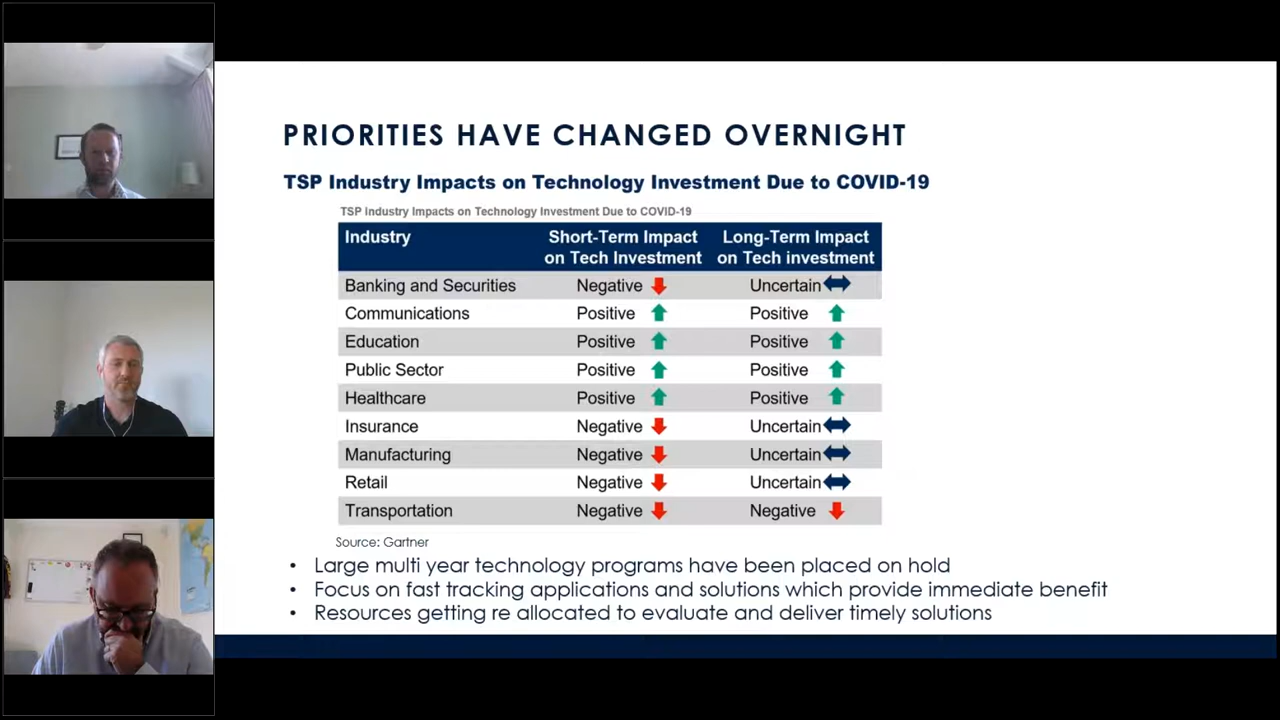 PRIORITIES HAVE CHANGED OVERNIGHT
TSP Industry Impacts on Technology Investment Due to COVID-19
TSP Industry Impacts on Technology Investment Due to COVID-19
Industry Short-Term Impact on Tech Investment Long-Term Impact on Tech investment
Banking and Securities Negative Uncertain
Communications Positive Positive
Education Positive Positive
Public Sector Positive Positive
Healthcare Positive Positive
Insurance Negative Uncertain
Manufacturing Negative Uncertain
Retail Negative Uncertain
Transportation Negative Negative
Source: Gartner
• Large multi year technology programs have been placed on hold
• Focus on fast tracking applications and solutions which provide immediate benefit
• Resources getting re allocated to evaluate and deliver timely solutions